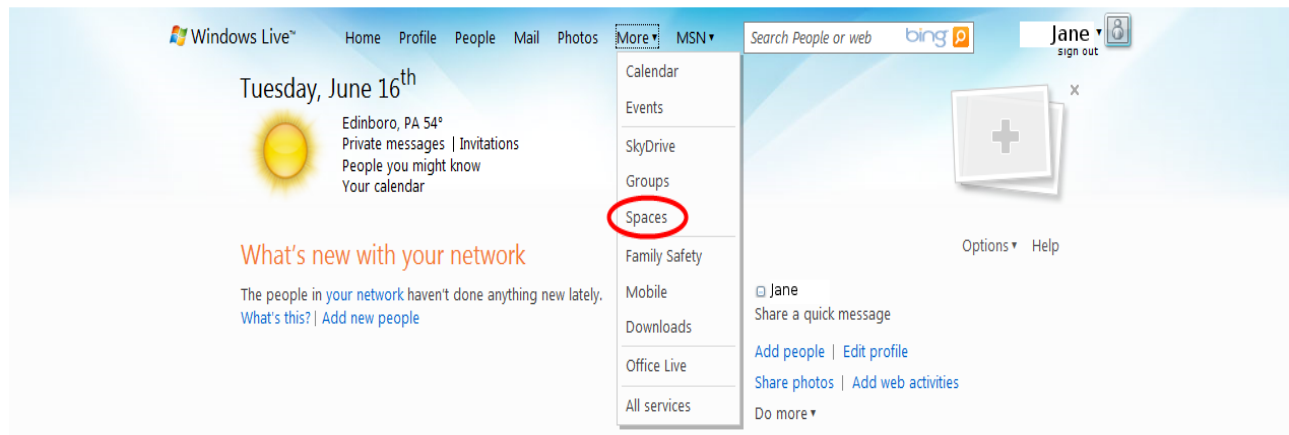 Windows Live™ Home Profile People Mail Photos More MSN Search People or web bing Jane
sign out
Tuesday, June 16th
Edinboro, PA 54°
Private messages | Invitations
People you might know
Your calendar
What's new with your network
The people in your network haven't done anything new lately.
What's this? | Add new people
Calendar
Events
SkyDrive
Groups
Spaces
Family Safety
Mobile
Downloads
Office Live
All services
x
Options Help
Jane
Share a quick message
Add people | Edit profile
Share photos | Add web activities
Do more